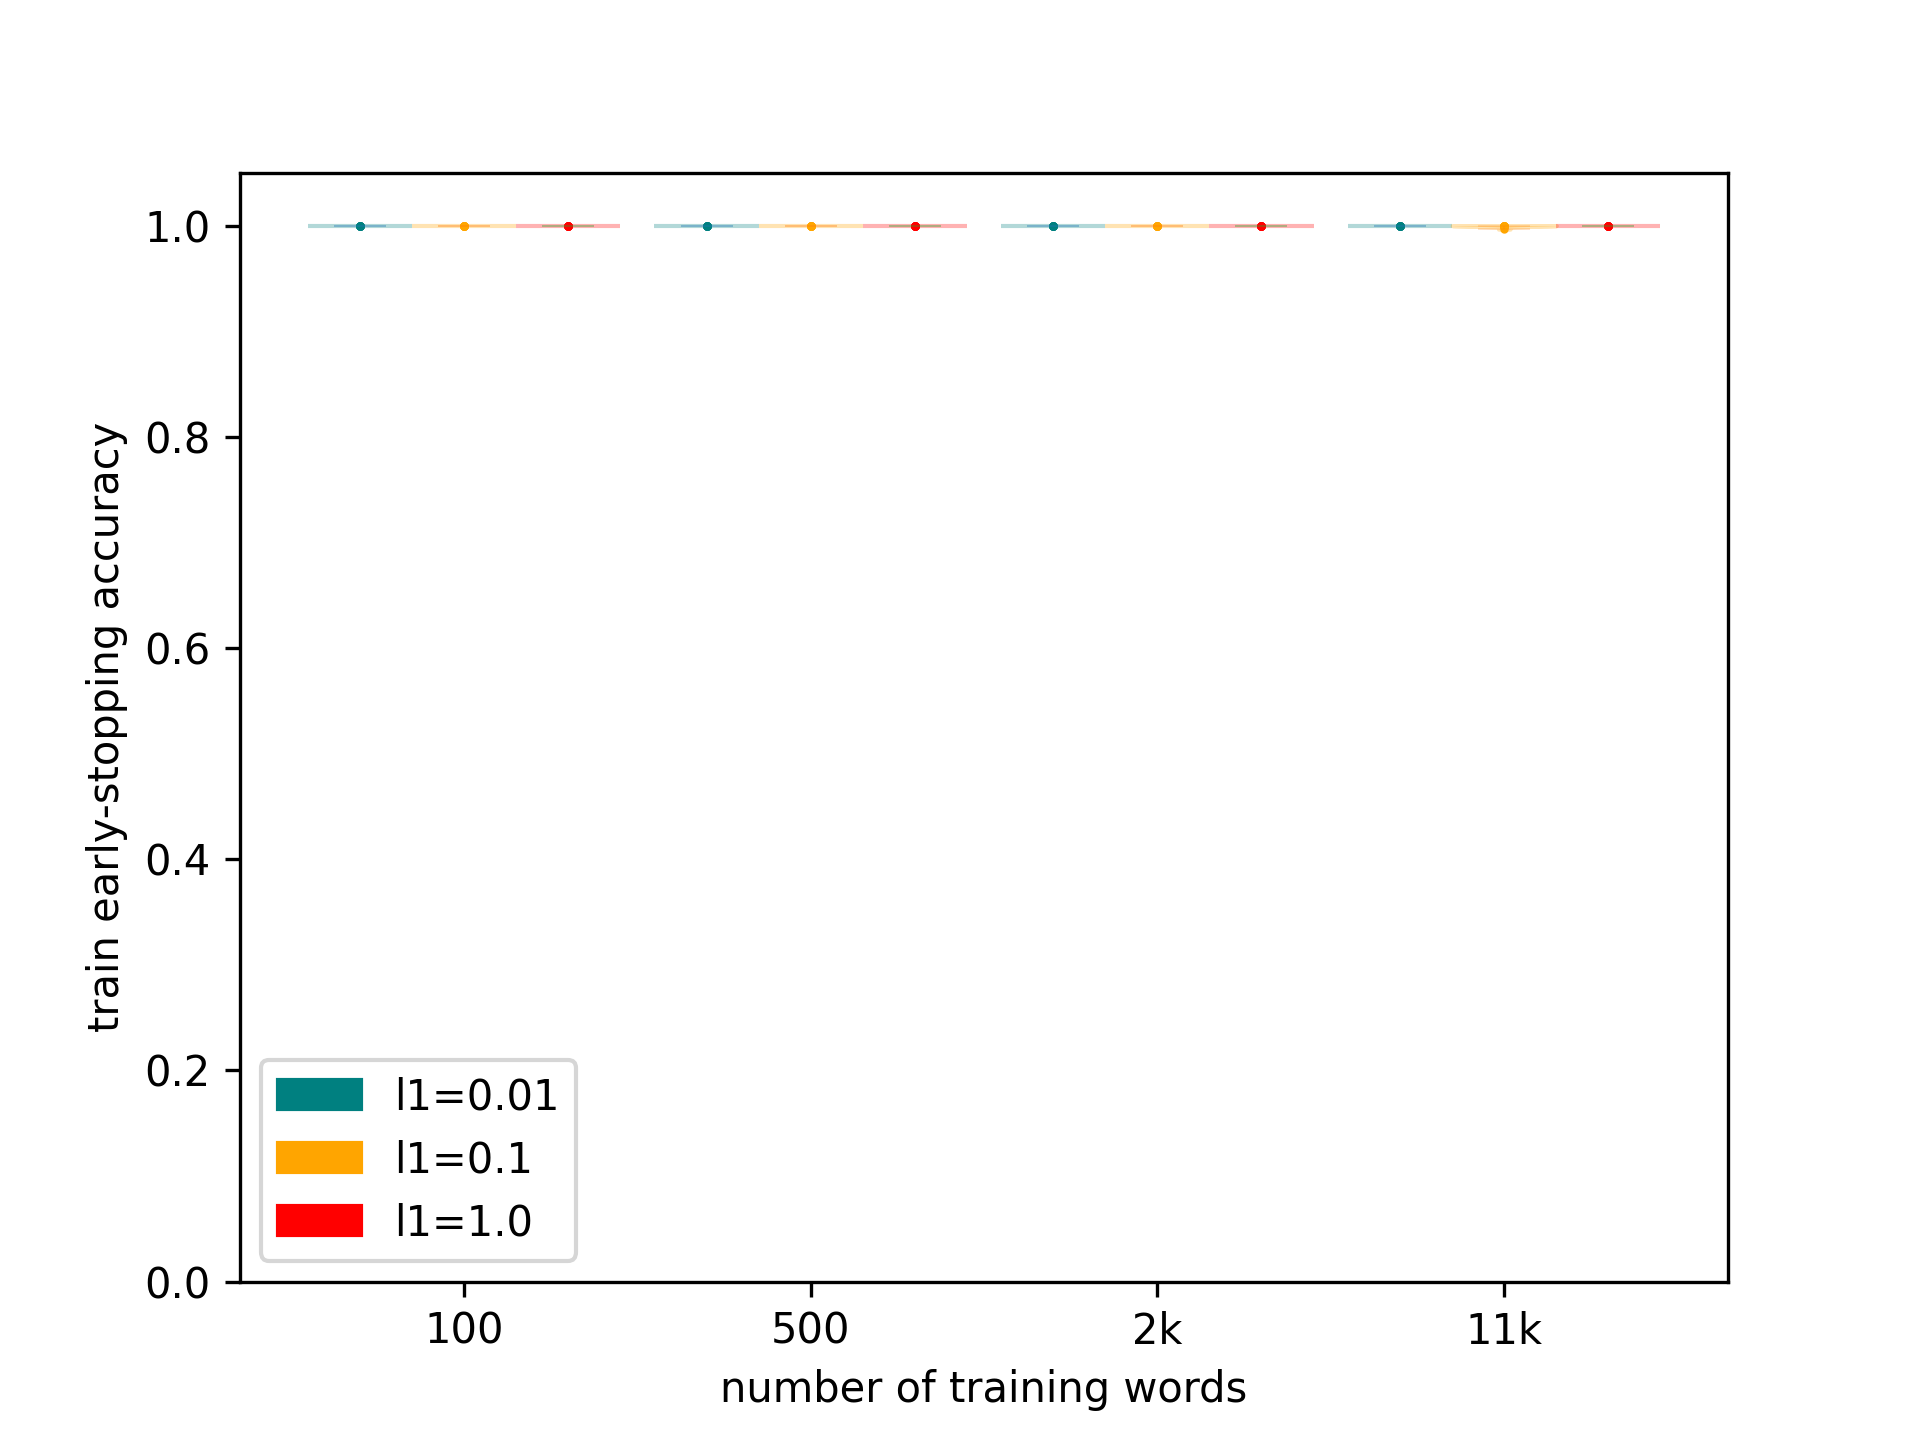 train early-stopping accuracy
1.0
0.8
0.6
0.4
0.2
0.0
l1=0.01
l1=0.1
l1=1.0
100 500 2k 11k
number of training words